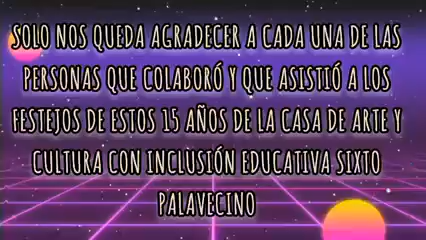 SOLO NOS QUEDA AGRADECER A CADA UNA DE LAS
PERSONAS QUE COLABORÓ Y QUE ASISTIÓ A LOS
FESTEJOS DE ESTOS 15 AÑOS DE LA CASA DE ARTE Y
CULTURA CON INCLUSIÓN EDUCATIVA SIXTO
PALAVECINO